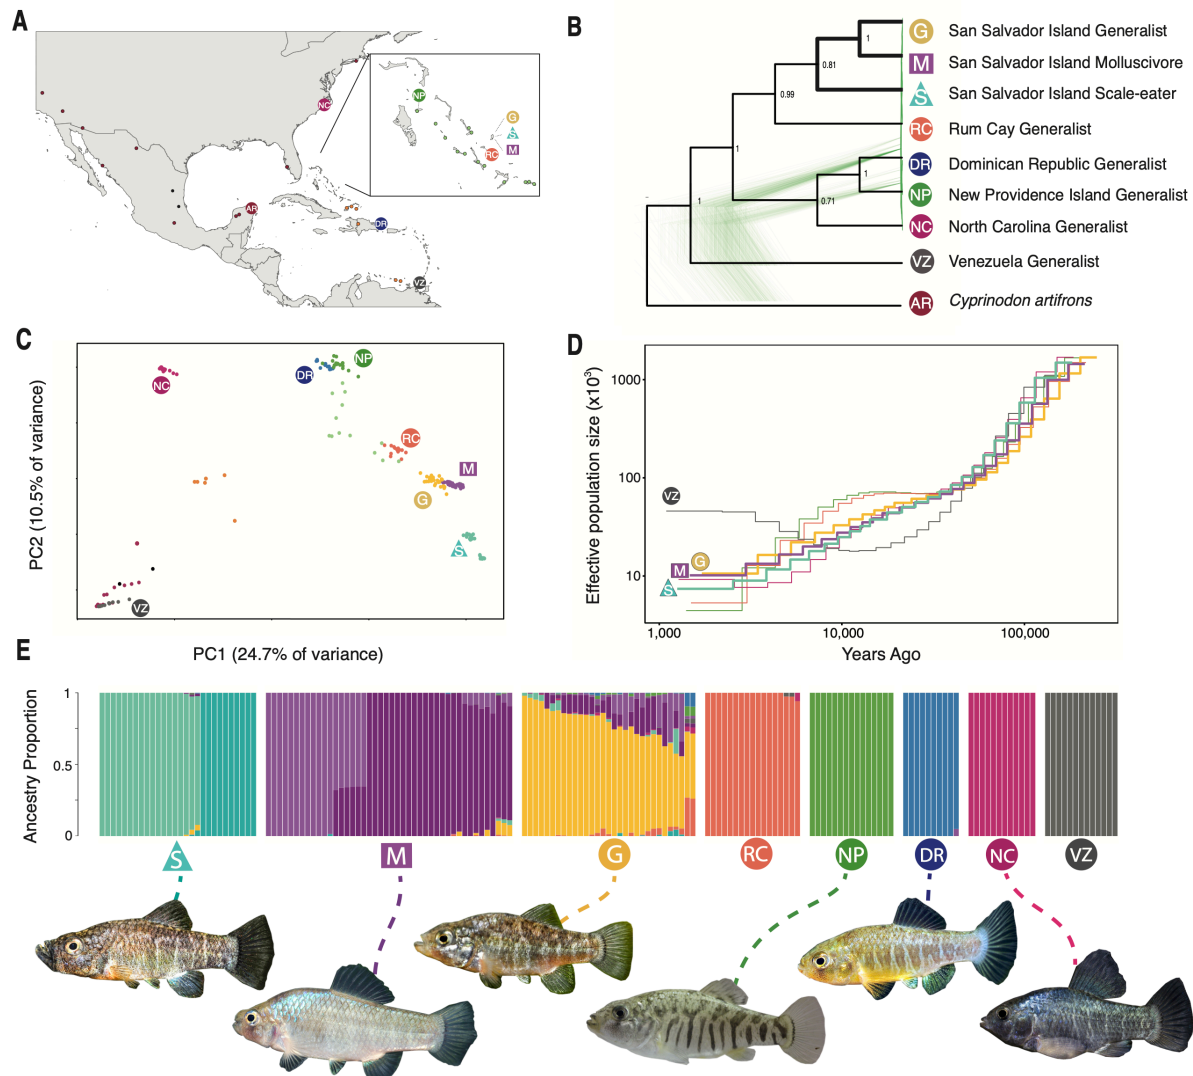 A
NC
NP
G
S
M
RC
AR
DR
VZ
B
1
0.81
0.99
1
1
0.71
1
G San Salvador Island Generalist
M San Salvador Island Molluscivore
S San Salvador Island Scale-eater
RC Rum Cay Generalist
DR Dominican Republic Generalist
NP New Providence Island Generalist
NC North Carolina Generalist
VZ Venezuela Generalist
AR Cyprinodon artifrons
C
PC2 (10.5% of variance)
NC
DR
NP
RC
M
G
S
VZ
PC1 (24.7% of variance)
D
Effective population size (x10³)
1000
100
10
VZ
G
M
S
1,000
10,000
100,000
Years Ago
E
Ancestry Proportion
1
0.5
0
S
M
G
RC
NP
DR
NC
VZ